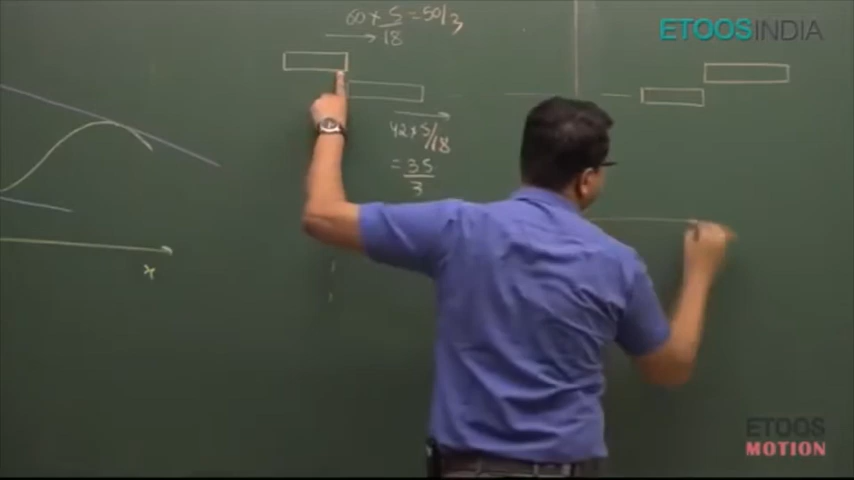 60 × 5/18 = 50/3
ETOOSINDIA
42 × 5/18
= 35/3
x
ETOOS
MOTION